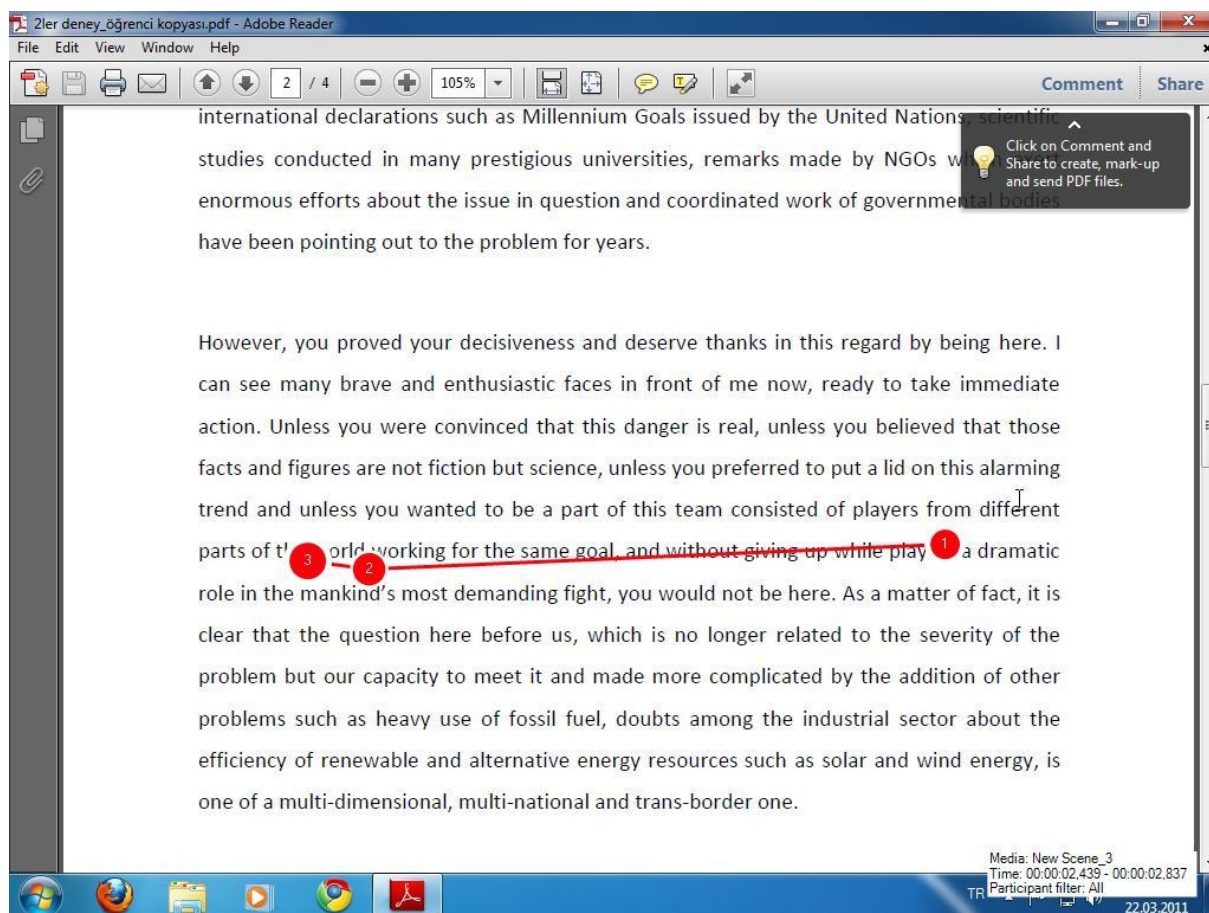 2ler deney_öğrenci kopyası.pdf - Adobe Reader
File Edit View Window Help
2 / 4 105% Comment Share
international declarations such as Millennium Goals issued by the United Nations, scientific
studies conducted in many prestigious universities, remarks made by NGOs
enormous efforts about the issue in question and coordinated work of governmental bodies
have been pointing out to the problem for years.
Click on Comment and
Share to create, mark-up
and send PDF files.
However, you proved your decisiveness and deserve thanks in this regard by being here. I
can see many brave and enthusiastic faces in front of me now, ready to take immediate
action. Unless you were convinced that this danger is real, unless you believed that those
facts and figures are not fiction but science, unless you preferred to put a lid on this alarming
trend and unless you wanted to be a part of this team consisted of players from different
parts of working for the same goal, and without giving up while a dramatic
3 2 1
role in the mankind's most demanding fight, you would not be here. As a matter of fact, it is
clear that the question here before us, which is no longer related to the severity of the
problem but our capacity to meet it and made more complicated by the addition of other
problems such as heavy use of fossil fuel, doubts among the industrial sector about the
efficiency of renewable and alternative energy resources such as solar and wind energy, is
one of a multi-dimensional, multi-national and trans-border one.
Media: New Scene_3
Time: 00:00:02,439 - 00:00:02,837
Participant filter: All
TR
22.03.2011